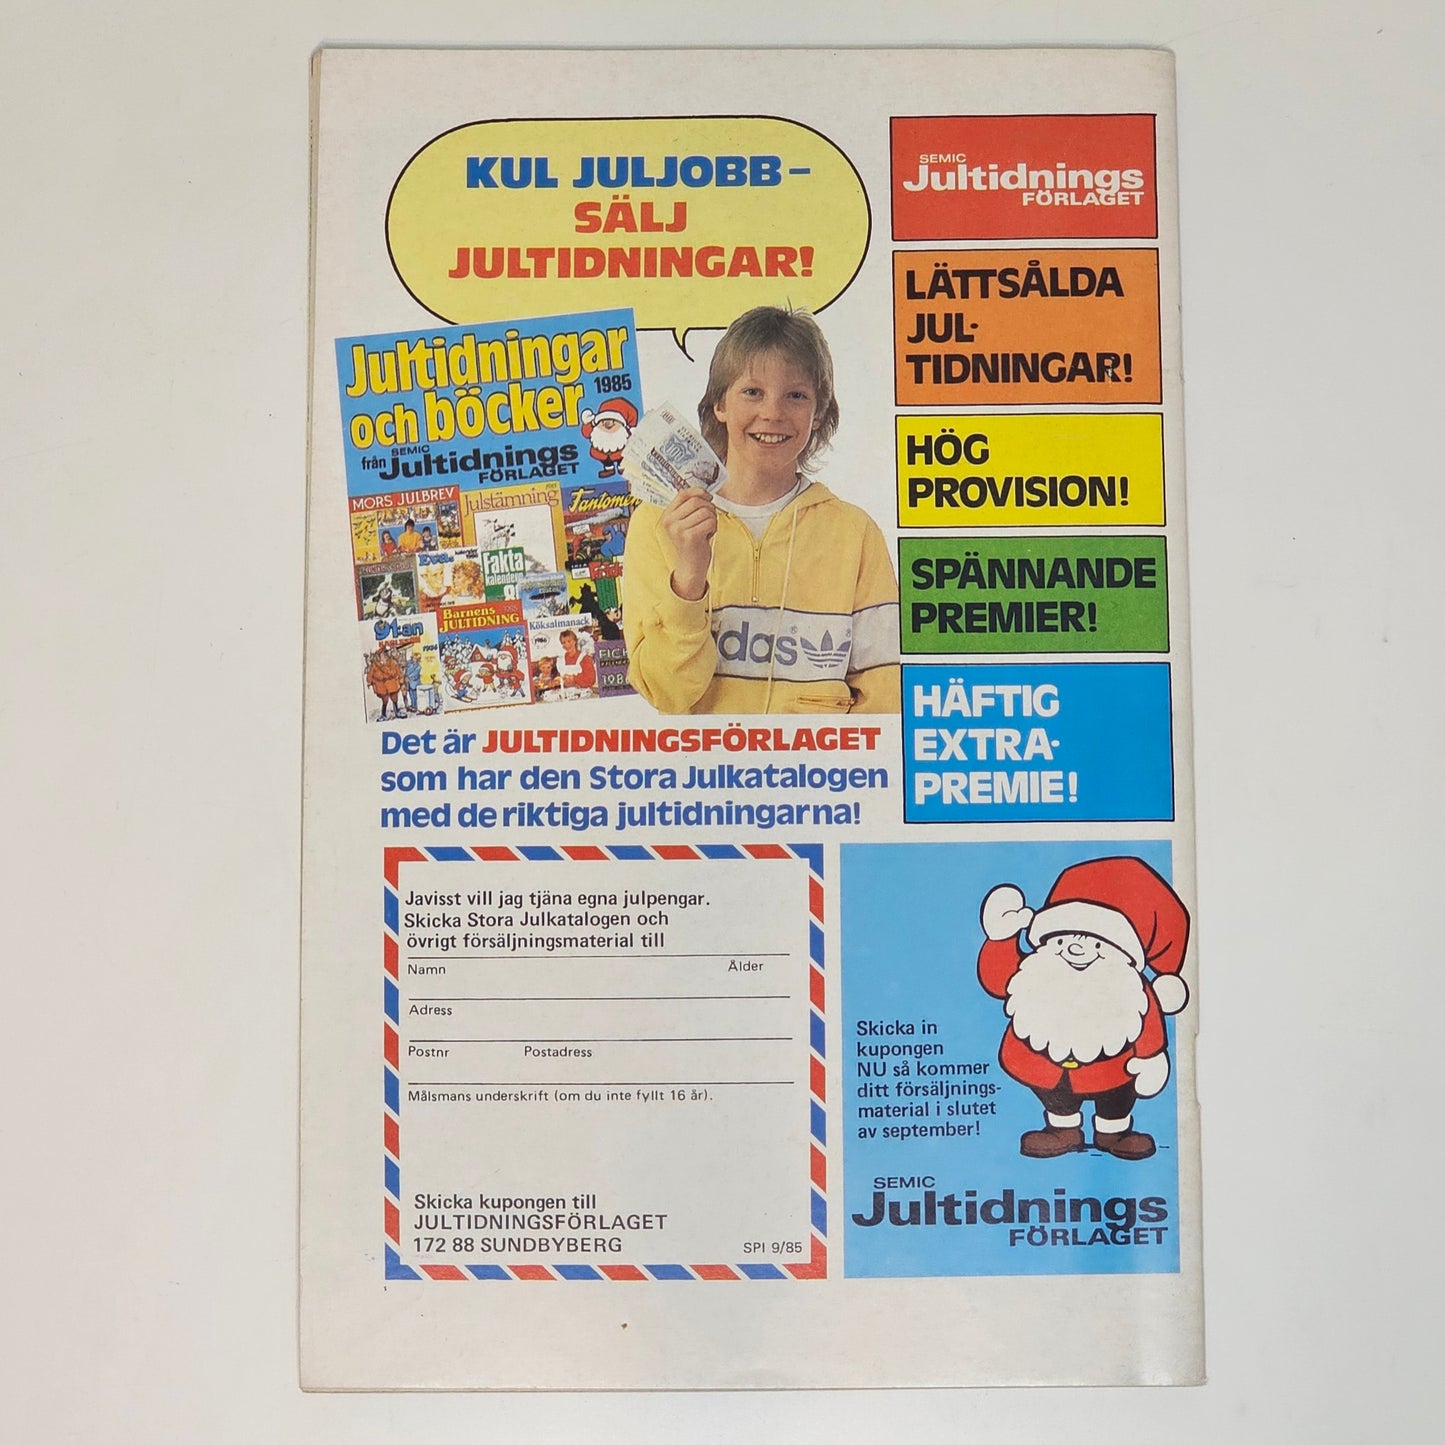 KUL JULJOBB–
SÄLJ
JULTIDNINGAR!
SEMIC
Jultidnings
FÖRLAGET
LÄTTSÅLDA
JUL-
TIDNINGAR!
HÖG
PROVISION!
SPÄNNANDE
PREMIER!
HÄFTIG
EXTRA-
PREMIE!
Jultidningar
och böcker 1985
från SEMIC Jultidnings
FÖRLAGET
MORS JULBREV
Julstämning
Fantomen
Eva
Fakta
kalendern
Barnens
JULTIDNING
Köksalmanack
1986
91:an
1986
adidas
Det är JULTIDNINGSFÖRLAGET
som har den Stora Julkatalogen
med de riktiga jultidningarna!
Javisst vill jag tjäna egna julpengar.
Skicka Stora Julkatalogen och
övrigt försäljningsmaterial till
Namn Ålder
Adress
Postnr Postadress
Målsmans underskrift (om du inte fyllt 16 år).
Skicka kupongen till
JULTIDNINGSFÖRLAGET
172 88 SUNDBYBERG SPI 9/85
Skicka in
kupongen
NU så kommer
ditt försäljnings-
material i slutet
av september!
SEMIC
Jultidnings
FÖRLAGET